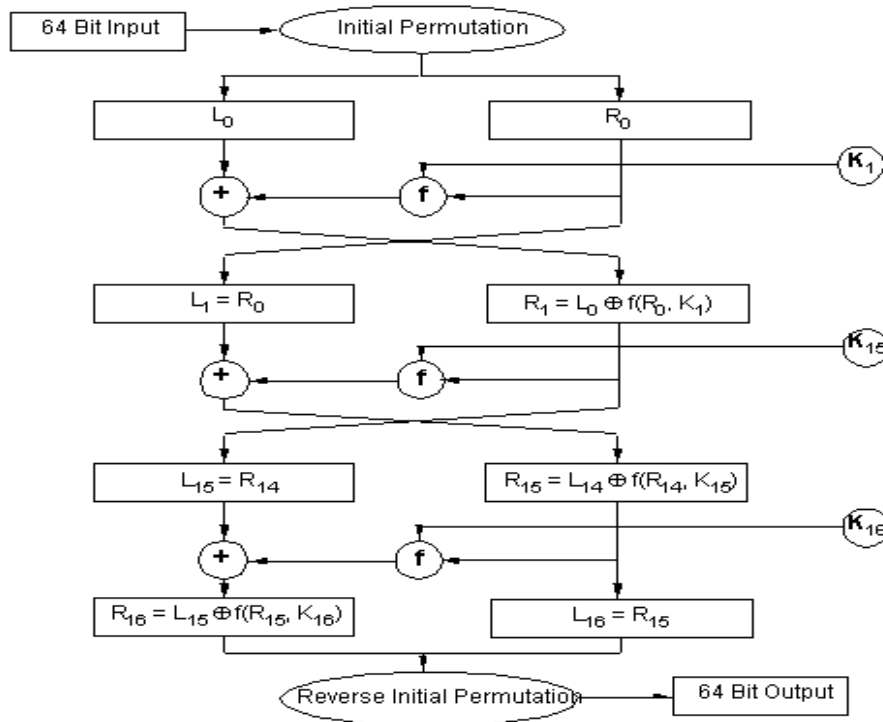 64 Bit Input
Initial Permutation
L₀
R₀
K₁
+
f
L₁ = R₀
R₁ = L₀ ⊕ f(R₀, K₁)
K₁₅
+
f
L₁₅ = R₁₄
R₁₅ = L₁₄ ⊕ f(R₁₄, K₁₅)
K₁₆
+
f
R₁₆ = L₁₅ ⊕ f(R₁₅, K₁₆)
L₁₆ = R₁₅
Reverse Initial Permutation
64 Bit Output